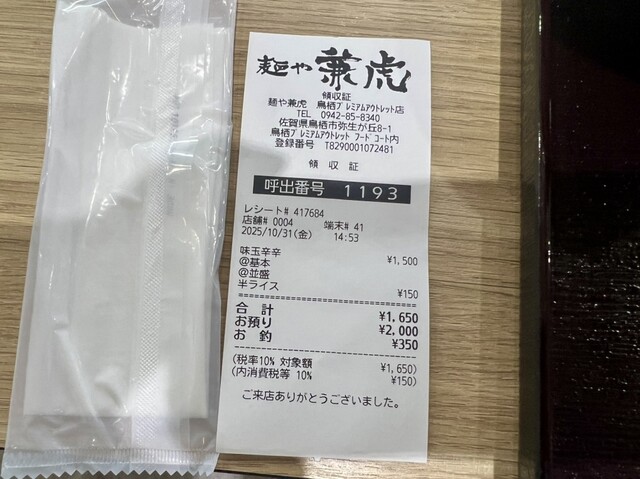 麺や 兼虎
領収証
麺や兼虎 鳥栖プレミアムアウトレット店
TEL 0942-85-8340
佐賀県鳥栖市弥生が丘8-1
鳥栖プレミアムアウトレット フードコート内
登録番号 T8290001072481
領 収 証
呼出番号 1193
レシート# 417684
店舗# 0004 端末# 41
2025/10/31(金) 14:53
味玉辛辛 ¥1,500
@基本
@並盛
半ライス ¥150
合 計 ¥1,650
お預り ¥2,000
お 釣 ¥350
(税率10% 対象額 ¥1,650)
(内消費税等 10% ¥150)
ご来店ありがとうございました。